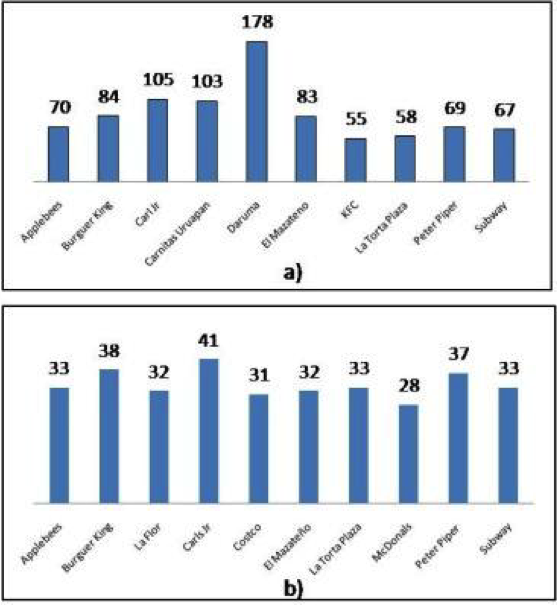 70
84
105
103
178
83
55
58
69
67
Applebees
Burguer King
Carl Jr
Carnitas Uruapan
Daruma
El Mazateno
KFC
La Torta Plaza
Peter Piper
Subway
a)
33
38
32
41
31
32
33
28
37
33
Applebees
Burguer King
La Flor
Carls Jr
Costco
El Mazateño
La Torta Plaza
McDonals
Peter Piper
Subway
b)